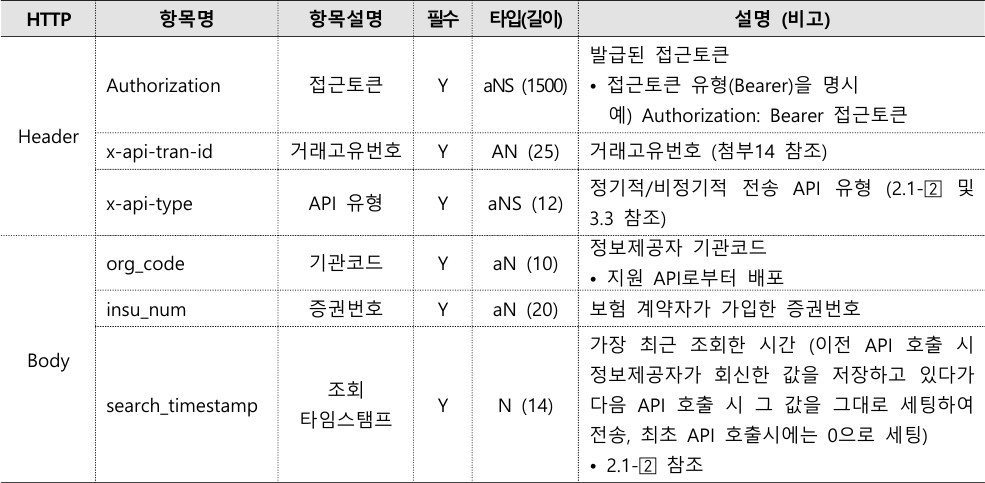 HTTP 항목명 항목설명 필수 타입(길이) 설명 (비고)
Header
Authorization 접근토큰 Y aNS (1500)
발급된 접근토큰
• 접근토큰 유형(Bearer)을 명시
예) Authorization: Bearer 접근토큰
x-api-tran-id 거래고유번호 Y AN (25) 거래고유번호 (첨부14 참조)
x-api-type API 유형 Y aNS (12)
정기적/비정기적 전송 API 유형 (2.1-2️⃣ 및
3.3 참조)
Body
org_code 기관코드 Y aN (10)
정보제공자 기관코드
• 지원 API로부터 배포
insu_num 증권번호 Y aN (20) 보험 계약자가 가입한 증권번호
search_timestamp
조회
타임스탬프
Y N (14)
가장 최근 조회한 시간 (이전 API 호출 시
정보제공자가 회신한 값을 저장하고 있다가
다음 API 호출 시 그 값을 그대로 세팅하여
전송, 최초 API 호출시에는 0으로 세팅)
• 2.1-2️⃣ 참조